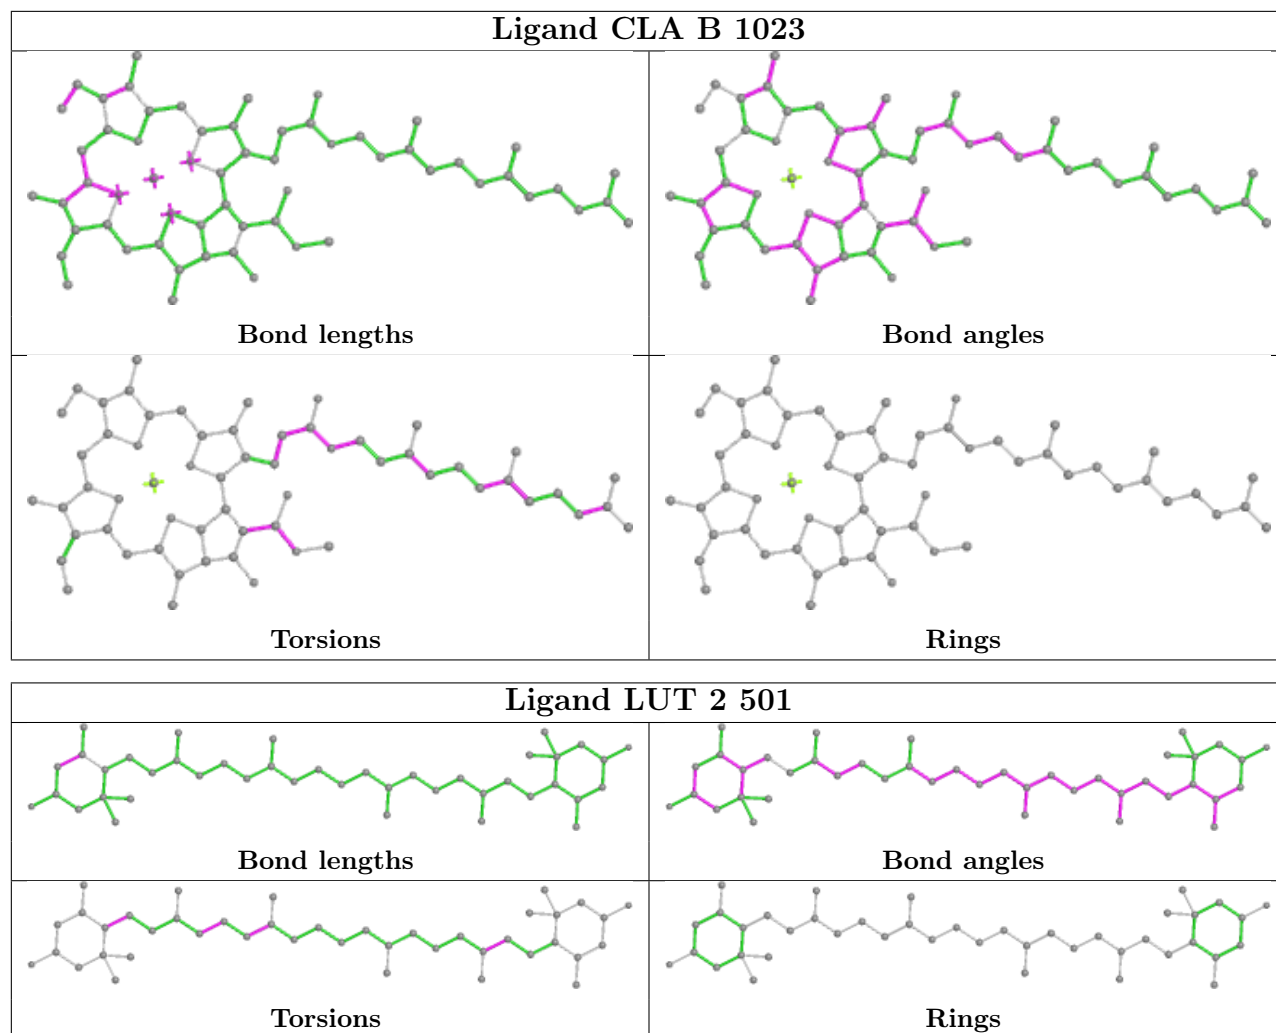 Ligand CLA B 1023
Bond lengths
Bond angles
Torsions
Rings
Ligand LUT 2 501
Bond lengths
Bond angles
Torsions
Rings